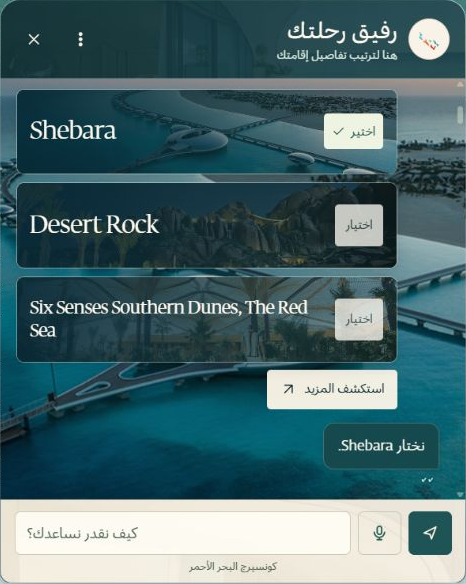 رفيق رحلتك
هنا لترتيب تفاصيل إقامتك
Shebara
اختير
Desert Rock
اختيار
Six Senses Southern Dunes, The Red
Sea
اختيار
استكشف المزيد
نختار Shebara.
كيف نقدر نساعدك؟
كونسيرج البحر الأحمر